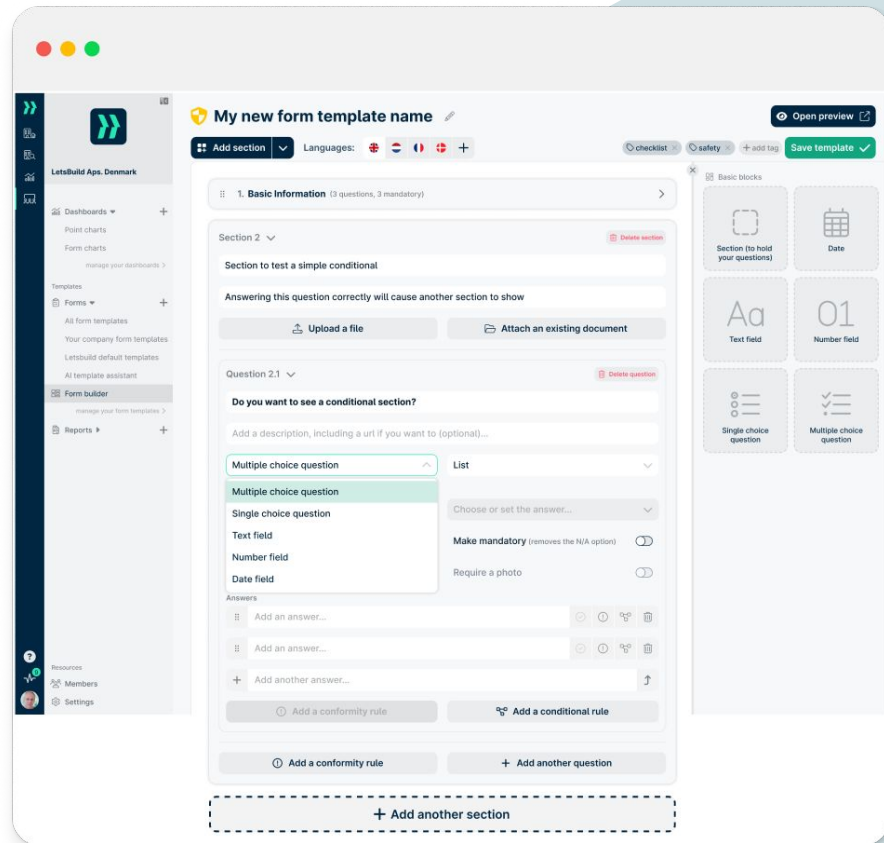 My new form template name
Open preview
Add section
Languages:
checklist
safety
+ add tag
Save template
LetsBuild Aps. Denmark
Dashboards
Point charts
Form charts
manage your dashboards >
Templates
Forms
All form templates
Your company form templates
Letsbuild default templates
AI template assistant
Form builder
manage your form templates >
Reports
Resources
Members
Settings
1. Basic Information (3 questions, 3 mandatory)
Section 2
Delete section
Section to test a simple conditional
Answering this question correctly will cause another section to show
Upload a file
Attach an existing document
Question 2.1
Delete question
Do you want to see a conditional section?
Add a description, including a url if you want to (optional)...
Multiple choice question
List
Multiple choice question
Single choice question
Text field
Number field
Date field
Choose or set the answer...
Make mandatory (removes the N/A option)
Require a photo
Answers
Add an answer...
Add an answer...
+ Add another answer...
Add a conformity rule
Add a conditional rule
Add a conformity rule
+ Add another question
+ Add another section
Basic blocks
Section (to hold
your questions)
Date
Aa
Text field
01
Number field
Single choice
question
Multiple choice
question